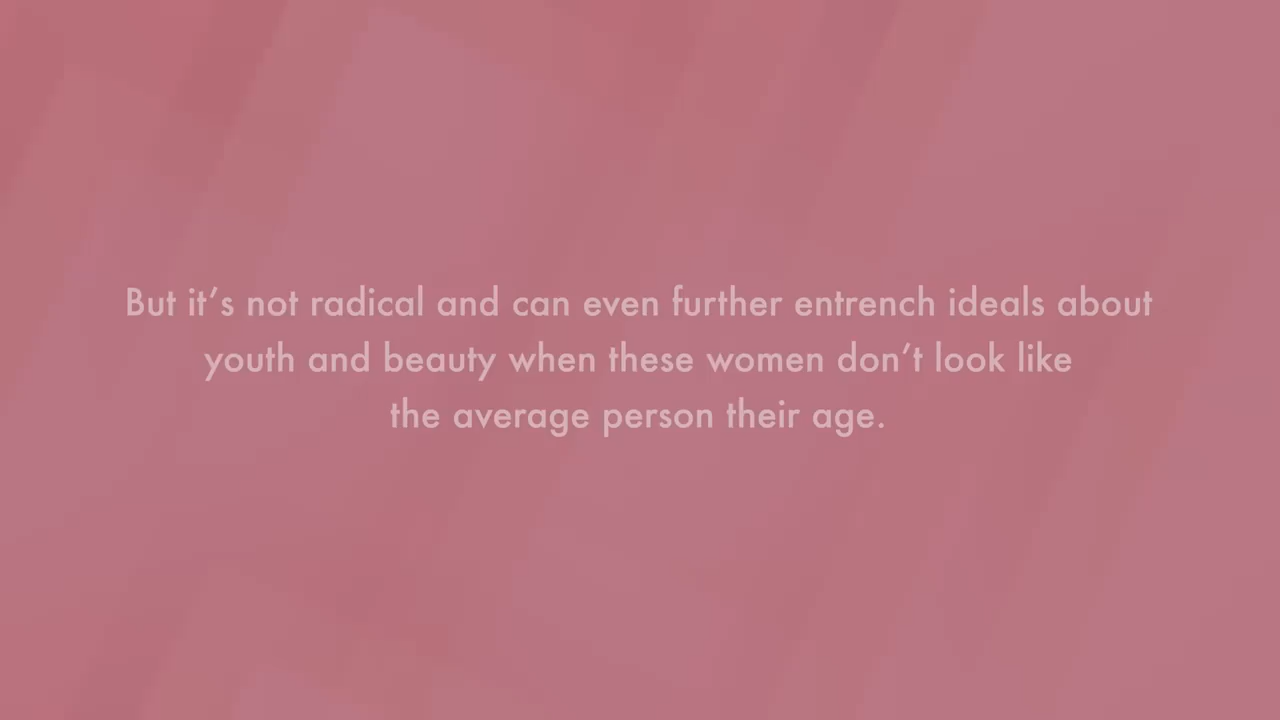 But it’s not radical and can even further entrench ideals about
youth and beauty when these women don’t look like
the average person their age.